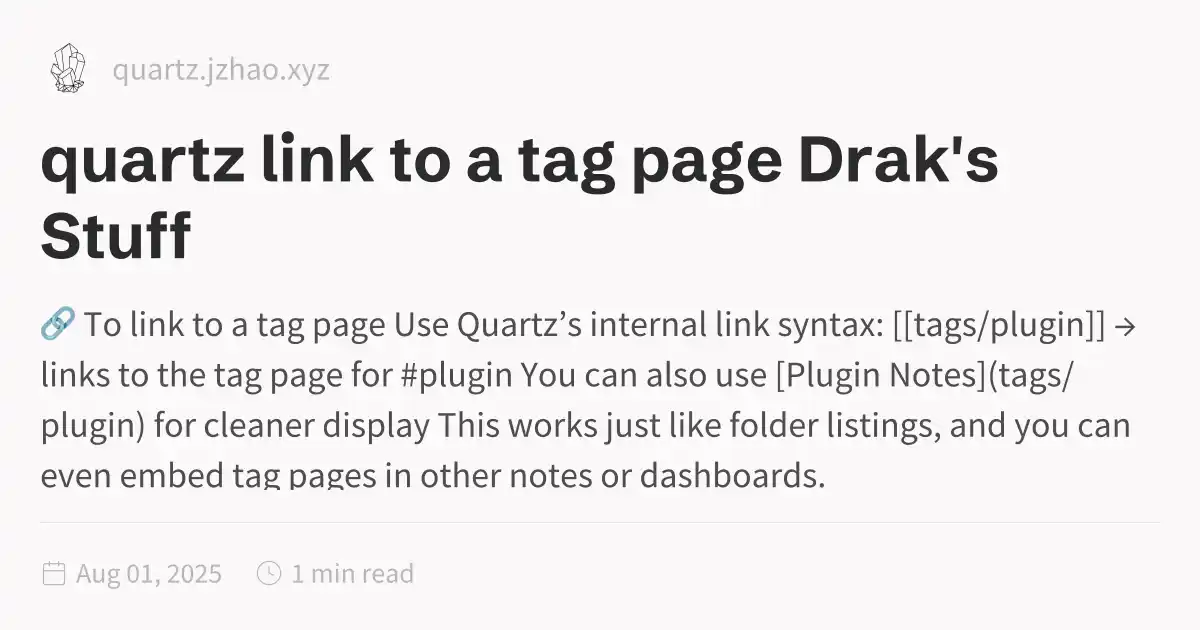 quartz.jzhao.xyz
quartz link to a tag page Drak's
Stuff
🔗 To link to a tag page Use Quartz’s internal link syntax: [[tags/plugin]] →
links to the tag page for #plugin You can also use [Plugin Notes](tags/
plugin) for cleaner display This works just like folder listings, and you can
even embed tag pages in other notes or dashboards.
Aug 01, 2025 1 min read